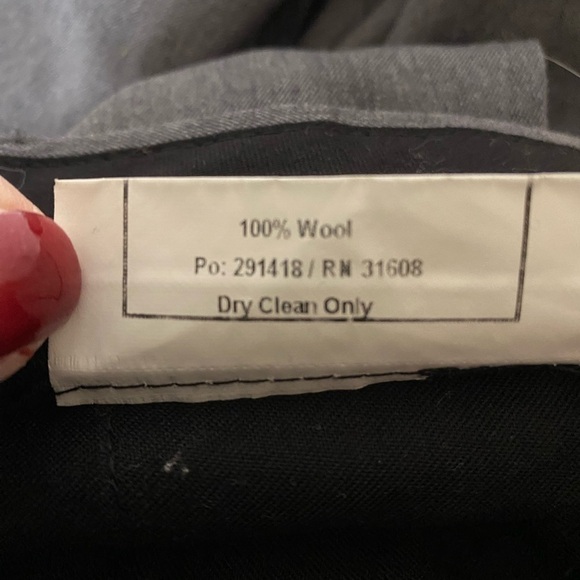 100% Wool
Po: 291418 / RN 31608
Dry Clean Only